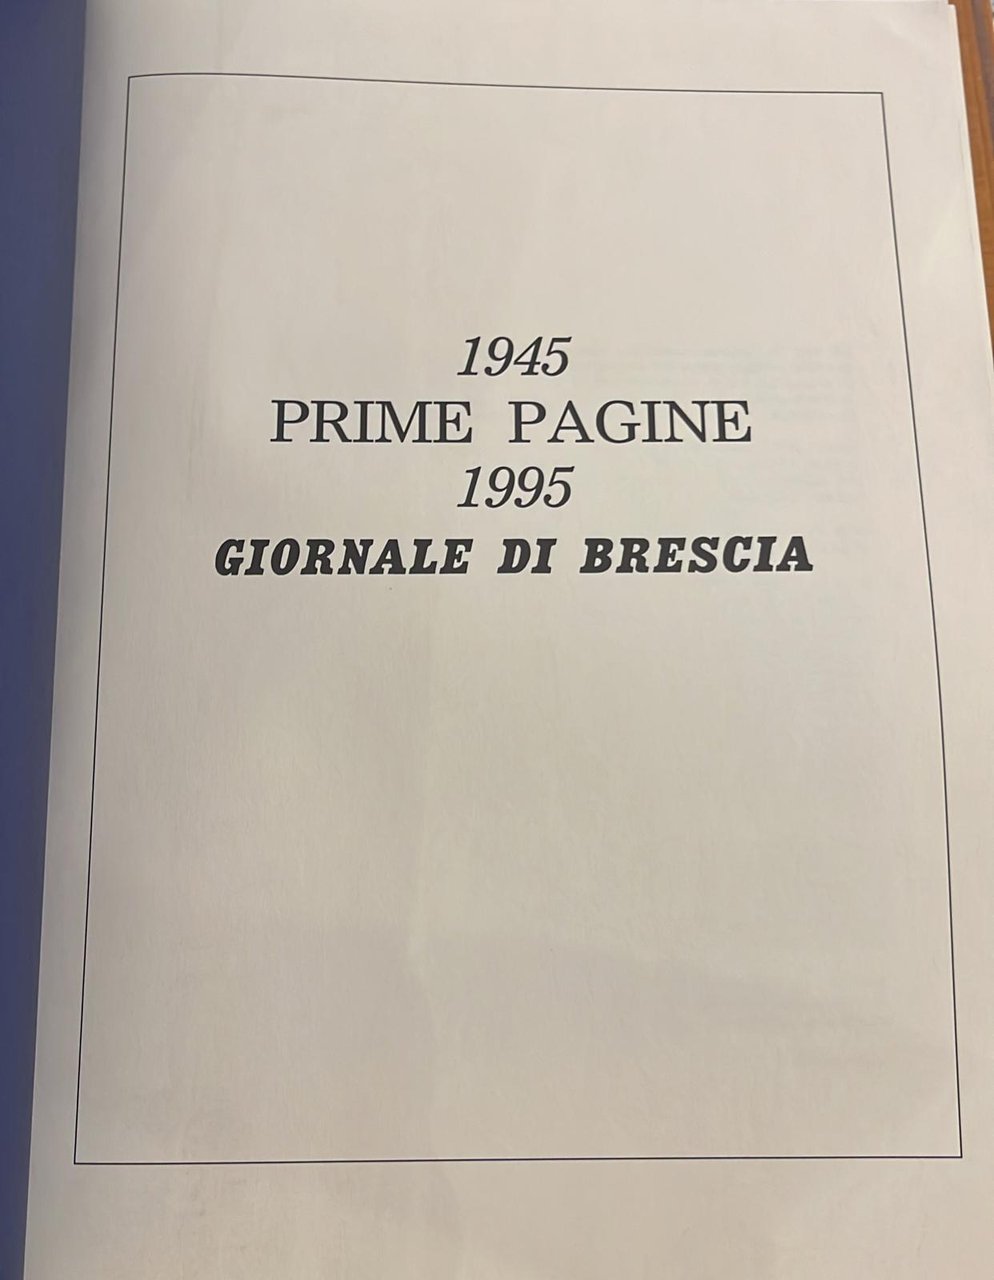 1945
PRIME PAGINE
1995
GIORNALE DI BRESCIA